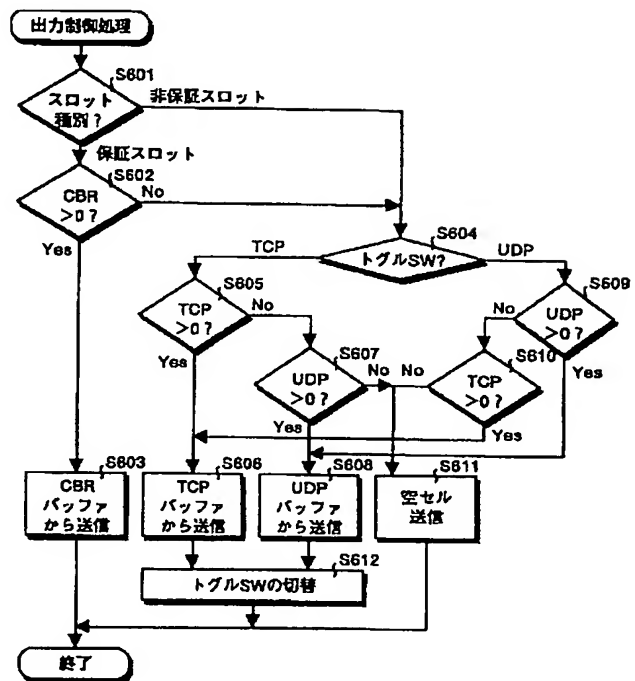 出力制御処理
S601
スロット
種別?
非保証スロット
保証スロット
S602
CBR
>0?
No
Yes
S604
トグルSW?
TCP
UDP
S605
TCP
>0?
No
Yes
S609
UDP
>0?
No
Yes
S607
UDP
>0?
No
Yes
S610
TCP
>0?
No
Yes
S603
CBR
バッファ
から送信
S606
TCP
バッファ
から送信
S608
UDP
バッファ
から送信
S611
空セル
送信
S612
トグルSWの切替
終了